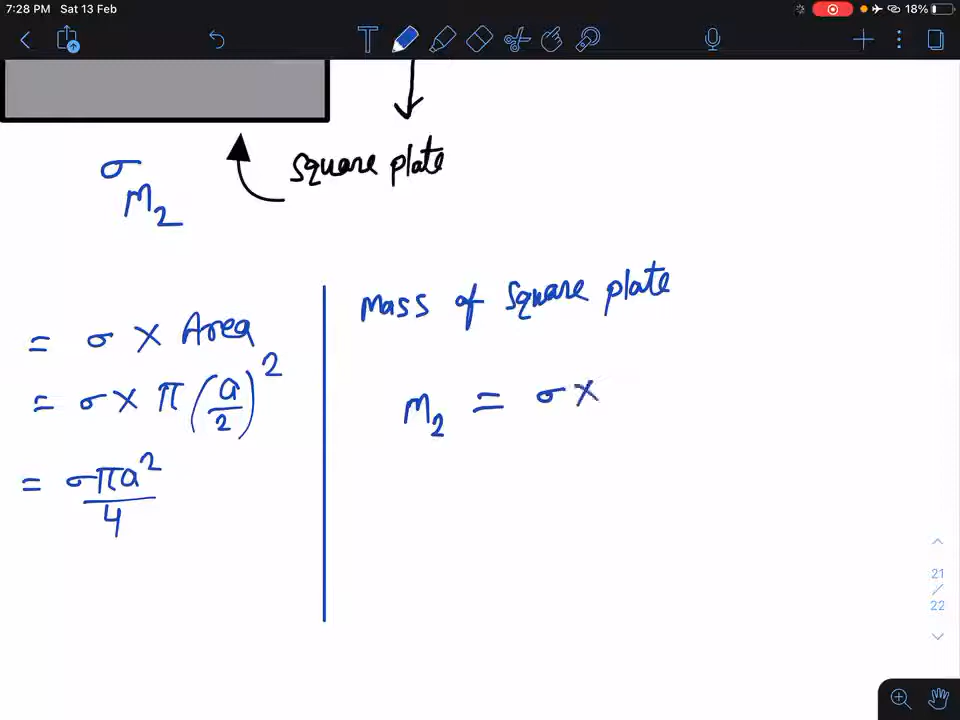 7:28 PM Sat 13 Feb 18%
T
square plate
σ
M₂
= σ × Area
= σ × π (a/2)²
= σπa²/4
Mass of square plate
M₂ = σ ×
21
/
22